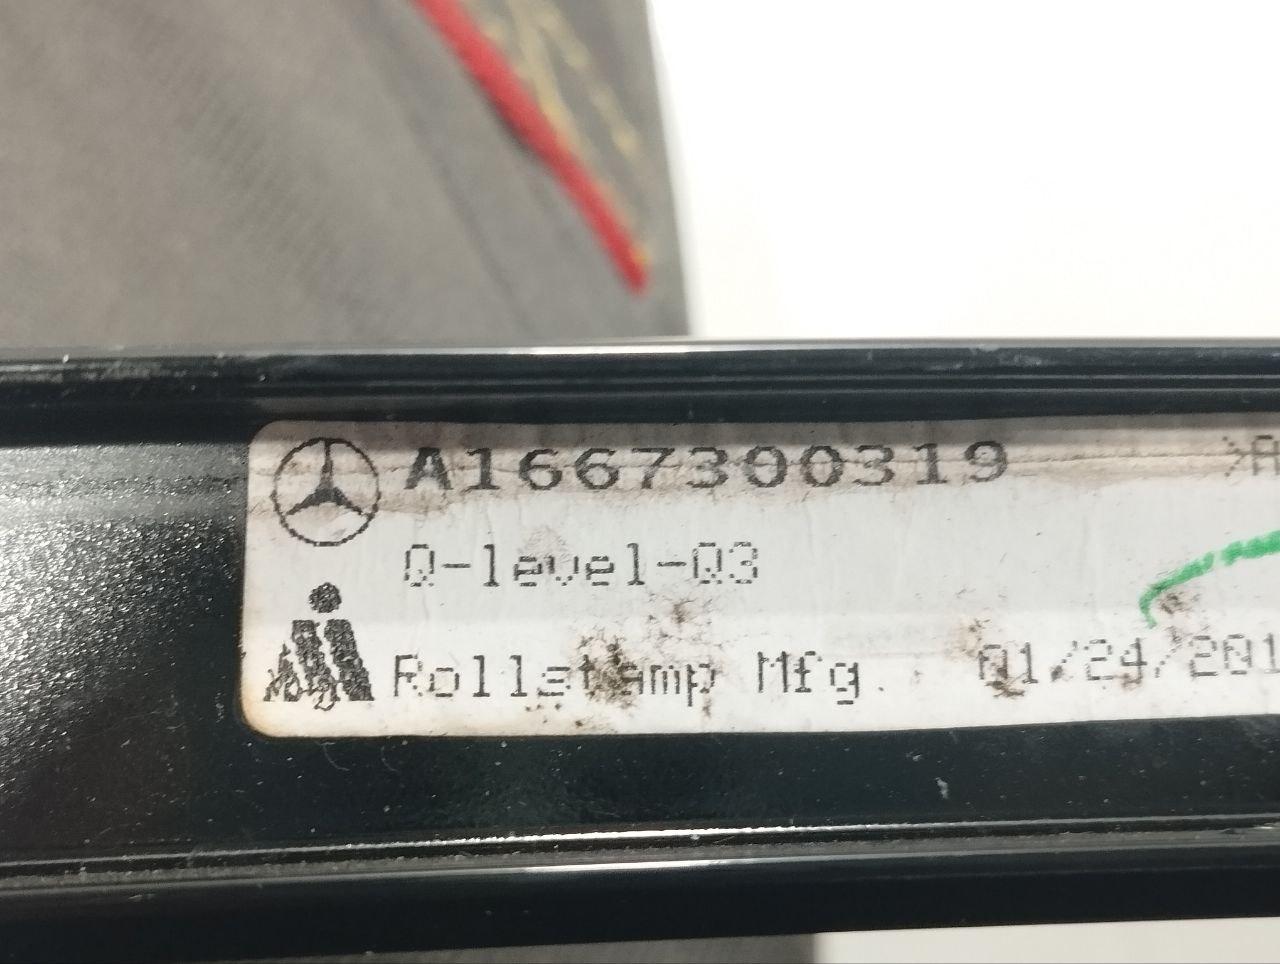 A1667300319 >A
Q-level-Q3
Rollstamp Mfg. 01/24/201